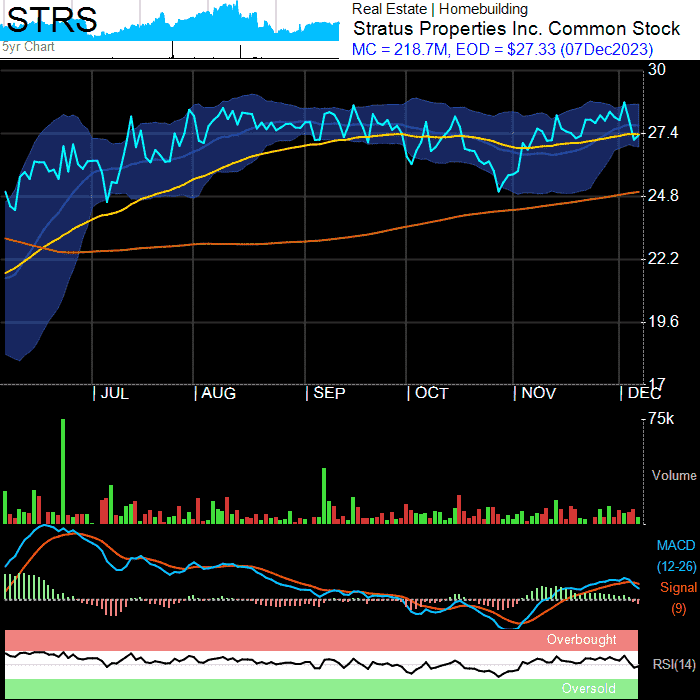 STRS
5yr Chart
Real Estate | Homebuilding
Stratus Properties Inc. Common Stock
MC = 218.7M, EOD = $27.33 (07Dec2023)
30
27.4
24.8
22.2
19.6
17
JUL AUG SEP OCT NOV DEC
75k
Volume
MACD
(12-26)
Signal
(9)
Overbought
RSI(14)
Oversold